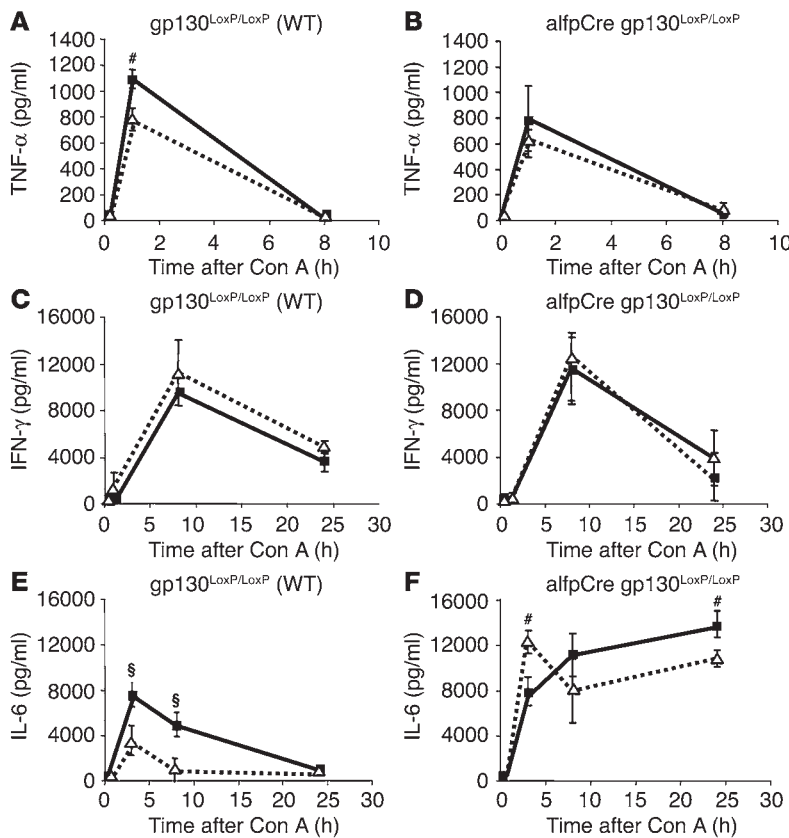 A gp130LoxP/LoxP (WT)
TNF-α (pg/ml)
1400
1200
1000
800
600
400
200
0
#
0 2 4 6 8 10
Time after Con A (h)
B alfpCre gp130LoxP/LoxP
TNF-α (pg/ml)
1400
1200
1000
800
600
400
200
0
0 2 4 6 8 10
Time after Con A (h)
C gp130LoxP/LoxP (WT)
IFN-γ (pg/ml)
16000
12000
8000
4000
0
0 5 10 15 20 25 30
Time after Con A (h)
D alfpCre gp130LoxP/LoxP
IFN-γ (pg/ml)
16000
12000
8000
4000
0
0 5 10 15 20 25 30
Time after Con A (h)
E gp130LoxP/LoxP (WT)
IL-6 (pg/ml)
16000
12000
8000
4000
0
§
§
0 5 10 15 20 25 30
Time after Con A (h)
F alfpCre gp130LoxP/LoxP
IL-6 (pg/ml)
16000
12000
8000
4000
0
#
#
0 5 10 15 20 25 30
Time after Con A (h)